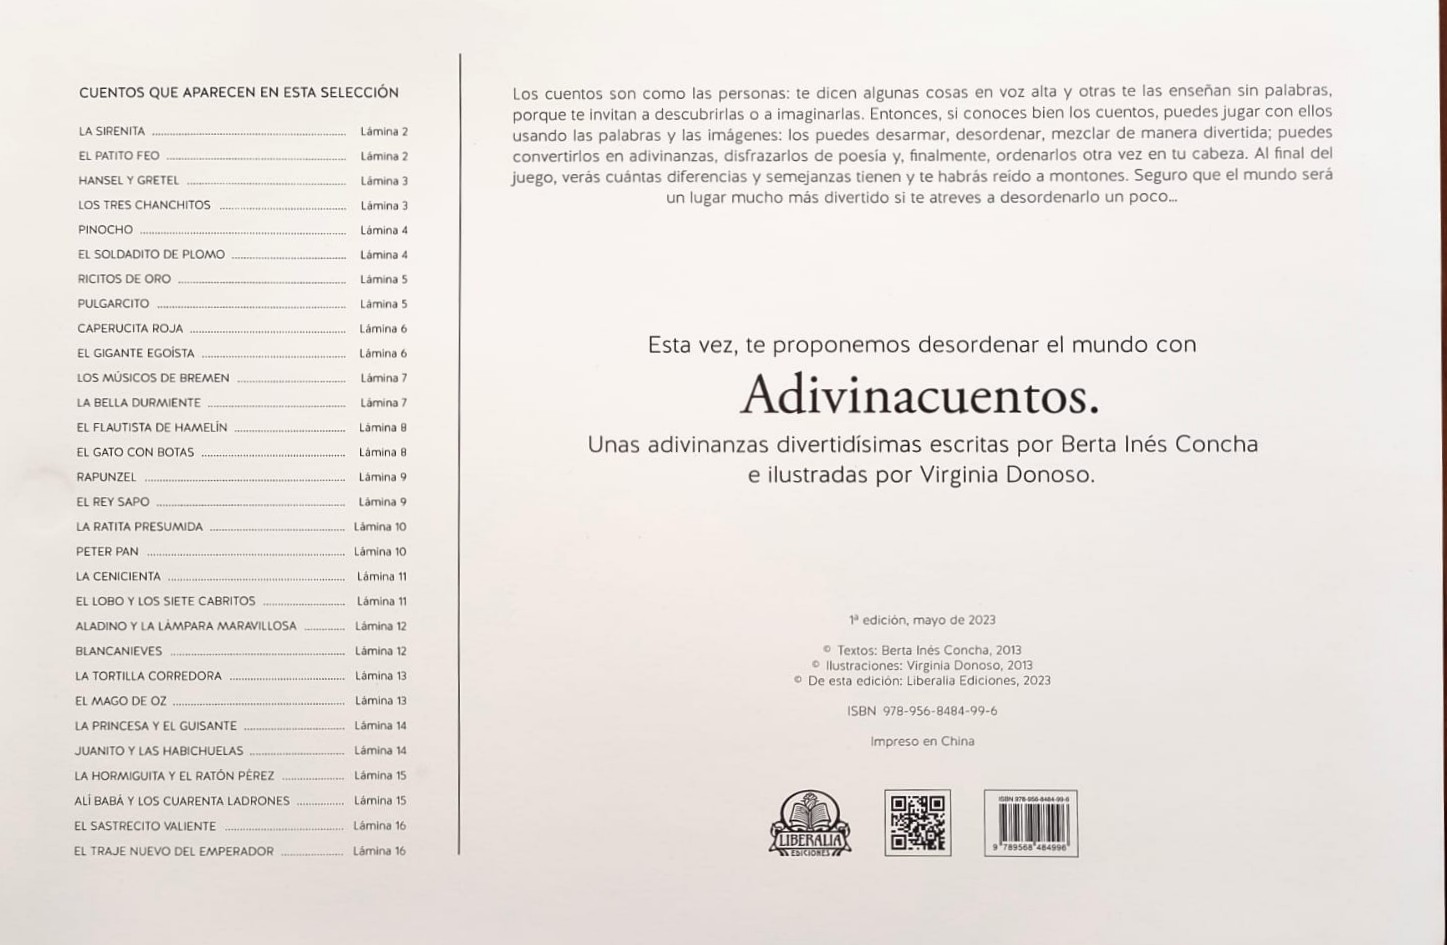 CUENTOS QUE APARECEN EN ESTA SELECCIÓN
LA SIRENITA ........ Lámina 2
EL PATITO FEO ........ Lámina 2
HANSEL Y GRETEL ........ Lámina 3
LOS TRES CHANCHITOS ........ Lámina 3
PINOCHO ........ Lámina 4
EL SOLDADITO DE PLOMO ........ Lámina 4
RICITOS DE ORO ........ Lámina 5
PULGARCITO ........ Lámina 5
CAPERUCITA ROJA ........ Lámina 6
EL GIGANTE EGOÍSTA ........ Lámina 6
LOS MÚSICOS DE BREMEN ........ Lámina 7
LA BELLA DURMIENTE ........ Lámina 7
EL FLAUTISTA DE HAMELÍN ........ Lámina 8
EL GATO CON BOTAS ........ Lámina 8
RAPUNZEL ........ Lámina 9
EL REY SAPO ........ Lámina 9
LA RATITA PRESUMIDA ........ Lámina 10
PETER PAN ........ Lámina 10
LA CENICIENTA ........ Lámina 11
EL LOBO Y LOS SIETE CABRITOS ........ Lámina 11
ALADINO Y LA LÁMPARA MARAVILLOSA ........ Lámina 12
BLANCANIEVES ........ Lámina 12
LA TORTILLA CORREDORA ........ Lámina 13
EL MAGO DE OZ ........ Lámina 13
LA PRINCESA Y EL GUISANTE ........ Lámina 14
JUANITO Y LAS HABICHUELAS ........ Lámina 14
LA HORMIGUITA Y EL RATÓN PÉREZ ........ Lámina 15
ALÍ BABÁ Y LOS CUARENTA LADRONES ........ Lámina 15
EL SASTRECITO VALIENTE ........ Lámina 16
EL TRAJE NUEVO DEL EMPERADOR ........ Lámina 16
Los cuentos son como las personas: te dicen algunas cosas en voz alta y otras te las enseñan sin palabras,
porque te invitan a descubrirlas o a imaginarlas. Entonces, si conoces bien los cuentos, puedes jugar con ellos
usando las palabras y las imágenes: los puedes desarmar, desordenar, mezclar de manera divertida; puedes
convertirlos en adivinanzas, disfrazarlos de poesía y, finalmente, ordenarlos otra vez en tu cabeza. Al final del
juego, verás cuántas diferencias y semejanzas tienen y te habrás reído a montones. Seguro que el mundo será
un lugar mucho más divertido si te atreves a desordenarlo un poco...
Esta vez, te proponemos desordenar el mundo con
Adivinacuentos.
Unas adivinanzas divertidísimas escritas por Berta Inés Concha
e ilustradas por Virginia Donoso.
1ª edición, mayo de 2023
© Textos: Berta Inés Concha, 2013
© Ilustraciones: Virginia Donoso, 2013
© De esta edición: Liberalia Ediciones, 2023
ISBN 978-956-8484-99-6
Impreso en China
LIBERALIA
EDICIONES
ISBN 978-956-8484-99-6
9 789568 484996